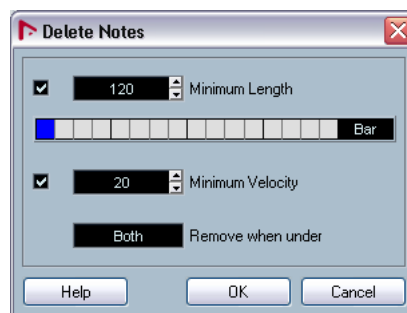 Delete Notes
120 Minimum Length
Bar
20 Minimum Velocity
Both Remove when under
Help OK Cancel